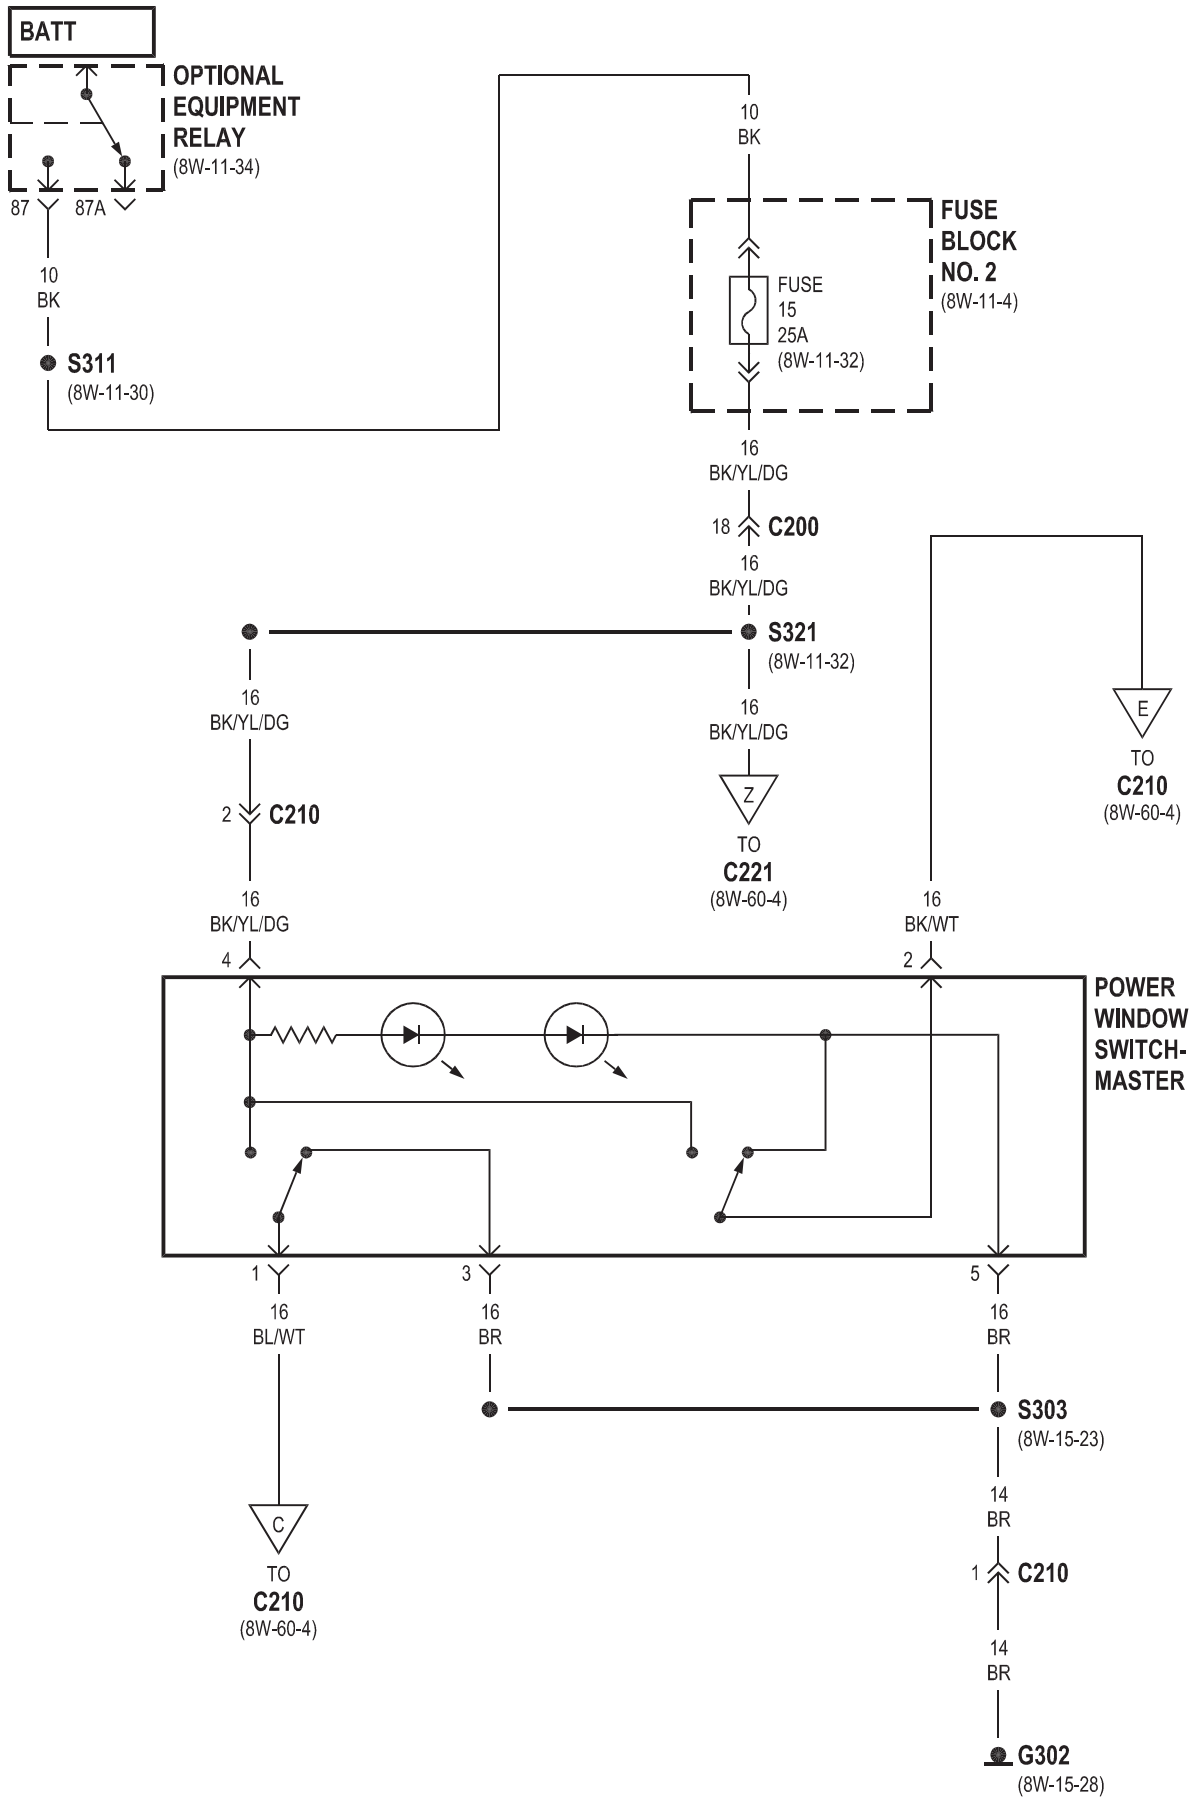 BATT
OPTIONAL
EQUIPMENT
RELAY
(8W-11-34)
87
87A
10
BK
S311
(8W-11-30)
10
BK
FUSE
BLOCK
NO. 2
(8W-11-4)
FUSE
15
25A
(8W-11-32)
16
BK/YL/DG
18
C200
16
BK/YL/DG
S321
(8W-11-32)
16
BK/YL/DG
16
BK/YL/DG
Z
TO
C221
(8W-60-4)
E
TO
C210
(8W-60-4)
2
C210
16
BK/YL/DG
4
16
BK/WT
2
POWER
WINDOW
SWITCH-
MASTER
1
3
5
16
BL/WT
16
BR
16
BR
S303
(8W-15-23)
14
BR
C
TO
C210
(8W-60-4)
1
C210
14
BR
G302
(8W-15-28)